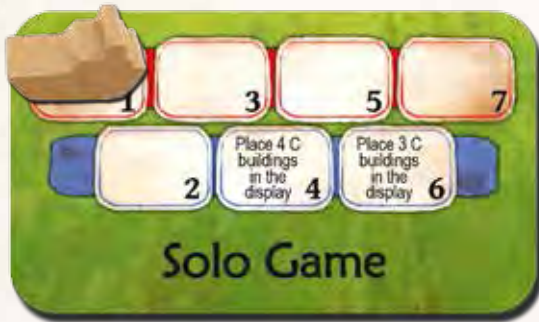 1 3 5 7
Place 4 C Place 3 C
buildings buildings
in the in the
2 display 4 display 6
Solo Game